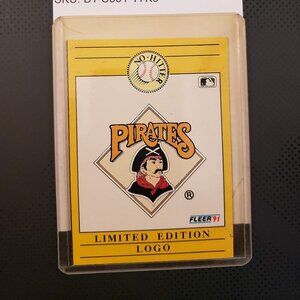 NO-HITTER
PIRATES
®
FLEER '91
LIMITED EDITION
LOGO